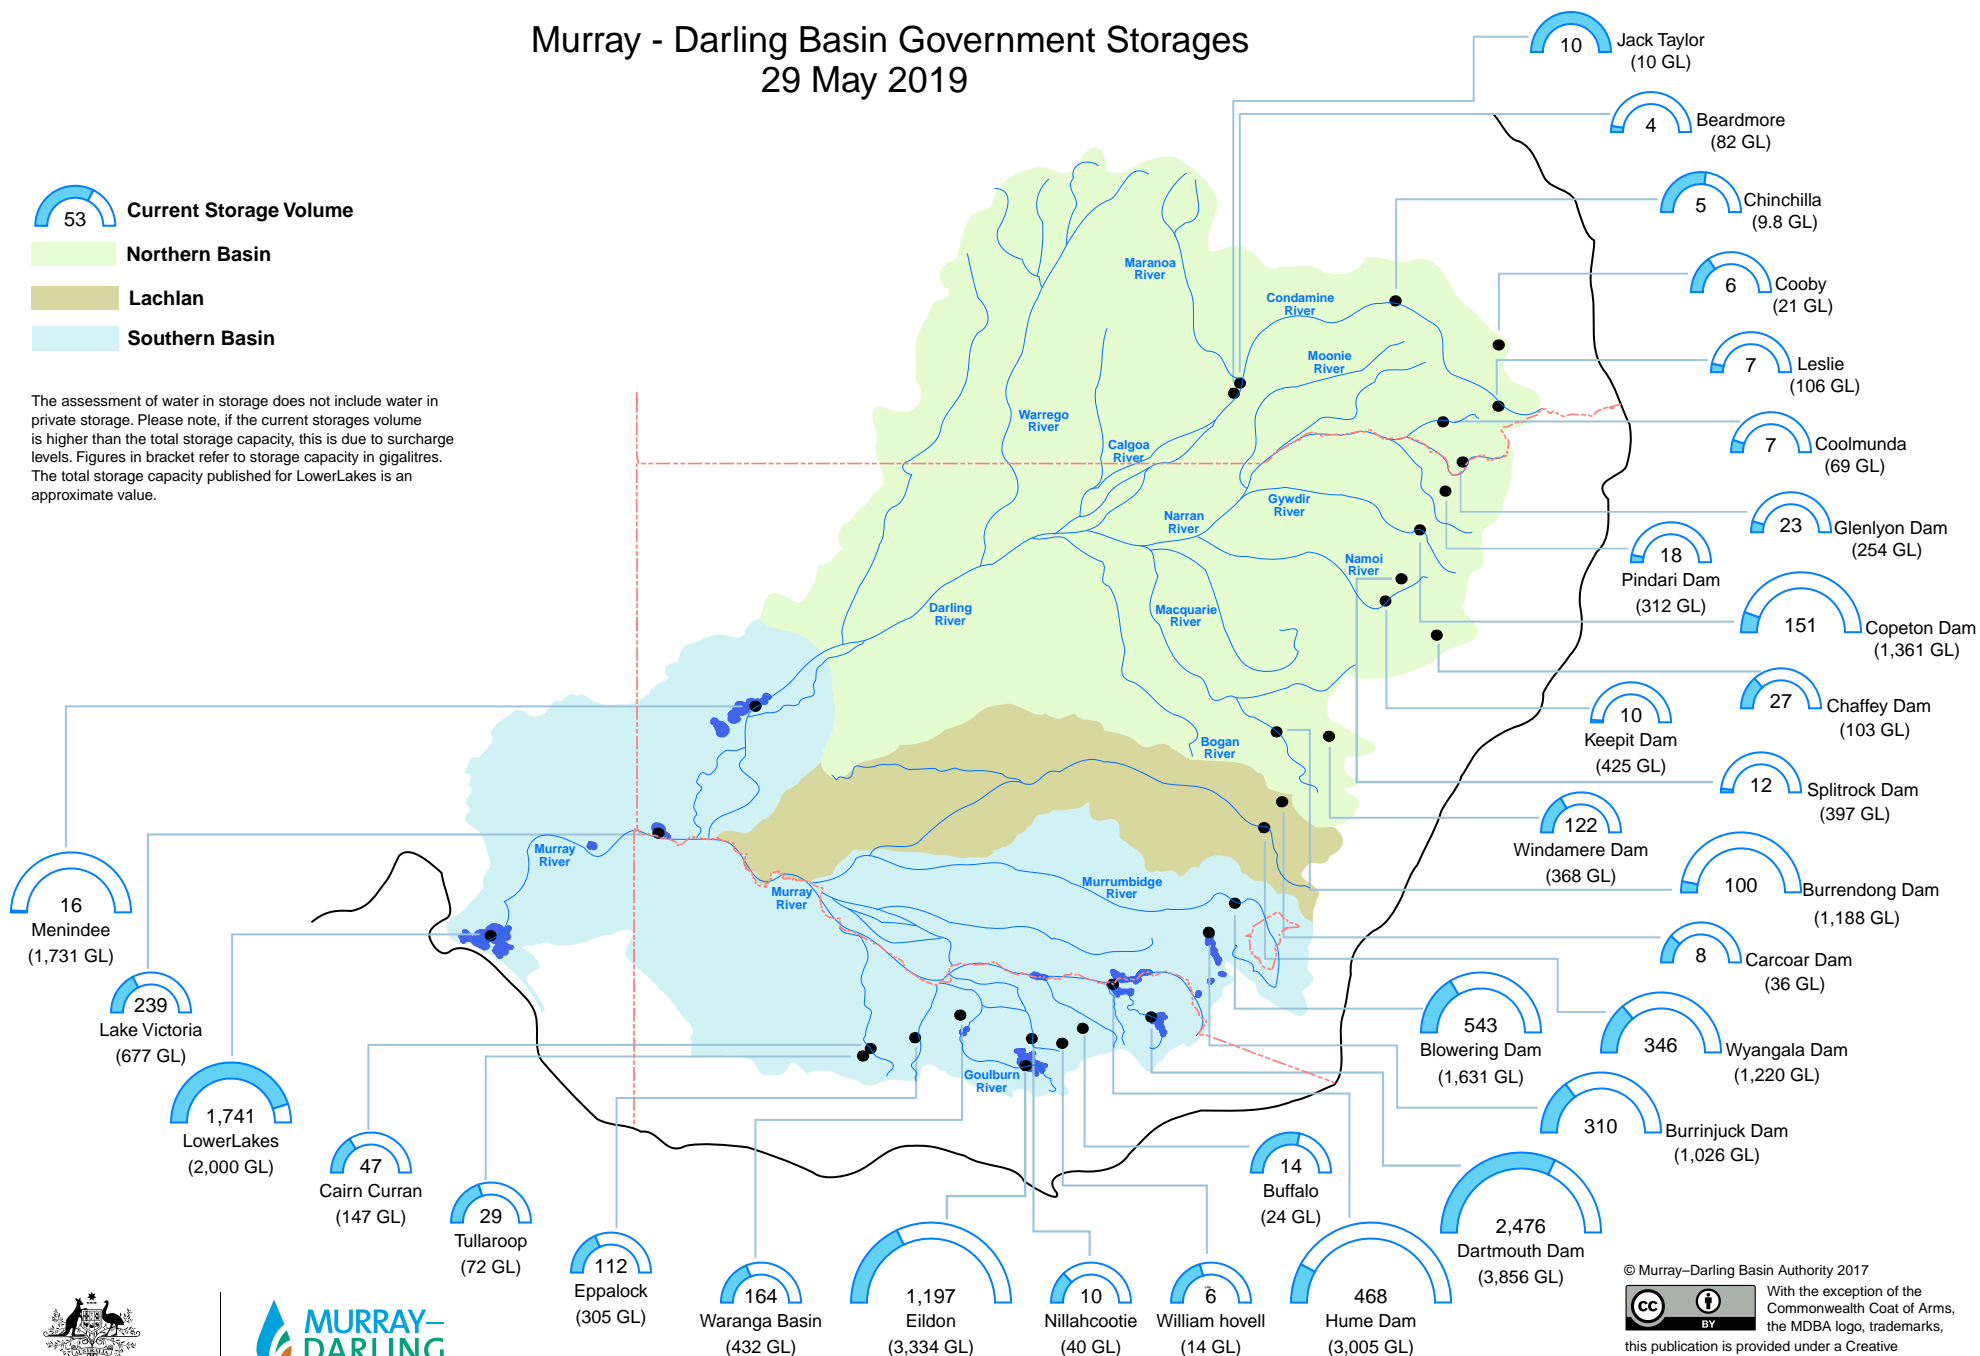 Murray - Darling Basin Government Storages
29 May 2019
53
Current Storage Volume
Northern Basin
Lachlan
Southern Basin
The assessment of water in storage does not include water in
private storage. Please note, if the current storages volume
is higher than the total storage capacity, this is due to surcharge
levels. Figures in bracket refer to storage capacity in gigalitres.
The total storage capacity published for LowerLakes is an
approximate value.
10
Jack Taylor
(10 GL)
4
Beardmore
(82 GL)
5
Chinchilla
(9.8 GL)
6
Cooby
(21 GL)
7
Leslie
(106 GL)
7
Coolmunda
(69 GL)
23
Glenlyon Dam
(254 GL)
18
Pindari Dam
(312 GL)
151
Copeton Dam
(1,361 GL)
27
Chaffey Dam
(103 GL)
10
Keepit Dam
(425 GL)
12
Splitrock Dam
(397 GL)
122
Windamere Dam
(368 GL)
100
Burrendong Dam
(1,188 GL)
8
Carcoar Dam
(36 GL)
543
Blowering Dam
(1,631 GL)
346
Wyangala Dam
(1,220 GL)
310
Burrinjuck Dam
(1,026 GL)
2,476
Dartmouth Dam
(3,856 GL)
14
Buffalo
(24 GL)
468
Hume Dam
(3,005 GL)
6
William hovell
(14 GL)
10
Nillahcootie
(40 GL)
1,197
Eildon
(3,334 GL)
164
Waranga Basin
(432 GL)
112
Eppalock
(305 GL)
29
Tullaroop
(72 GL)
47
Cairn Curran
(147 GL)
1,741
LowerLakes
(2,000 GL)
239
Lake Victoria
(677 GL)
16
Menindee
(1,731 GL)
Maranoa
River
Condamine
River
Moonie
River
Warrego
River
Calgoa
River
Gywdir
River
Narran
River
Namoi
River
Darling
River
Macquarie
River
Bogan
River
Murray
River
Murray
River
Murrumbidge
River
Goulburn
River
AUSTRALIA
MURRAY–
DARLING
© Murray–Darling Basin Authority 2017
cc
BY
With the exception of the
Commonwealth Coat of Arms,
the MDBA logo, trademarks,
this publication is provided under a Creative